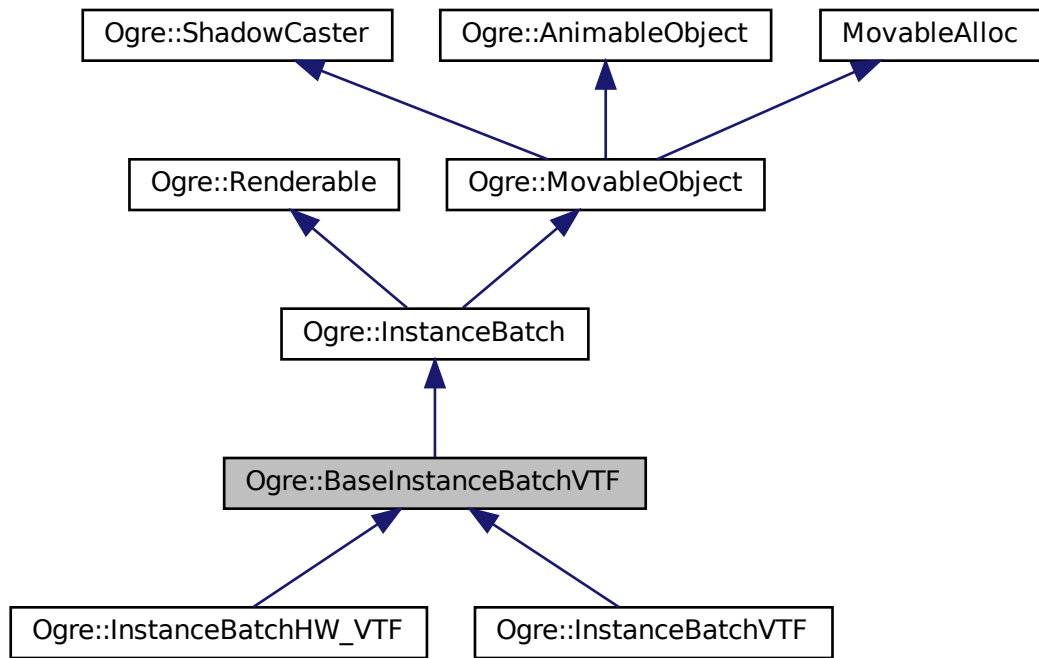 Ogre::ShadowCaster
Ogre::AnimableObject
MovableAlloc
Ogre::Renderable
Ogre::MovableObject
Ogre::InstanceBatch
Ogre::BaseInstanceBatchVTF
Ogre::InstanceBatchHW_VTF
Ogre::InstanceBatchVTF